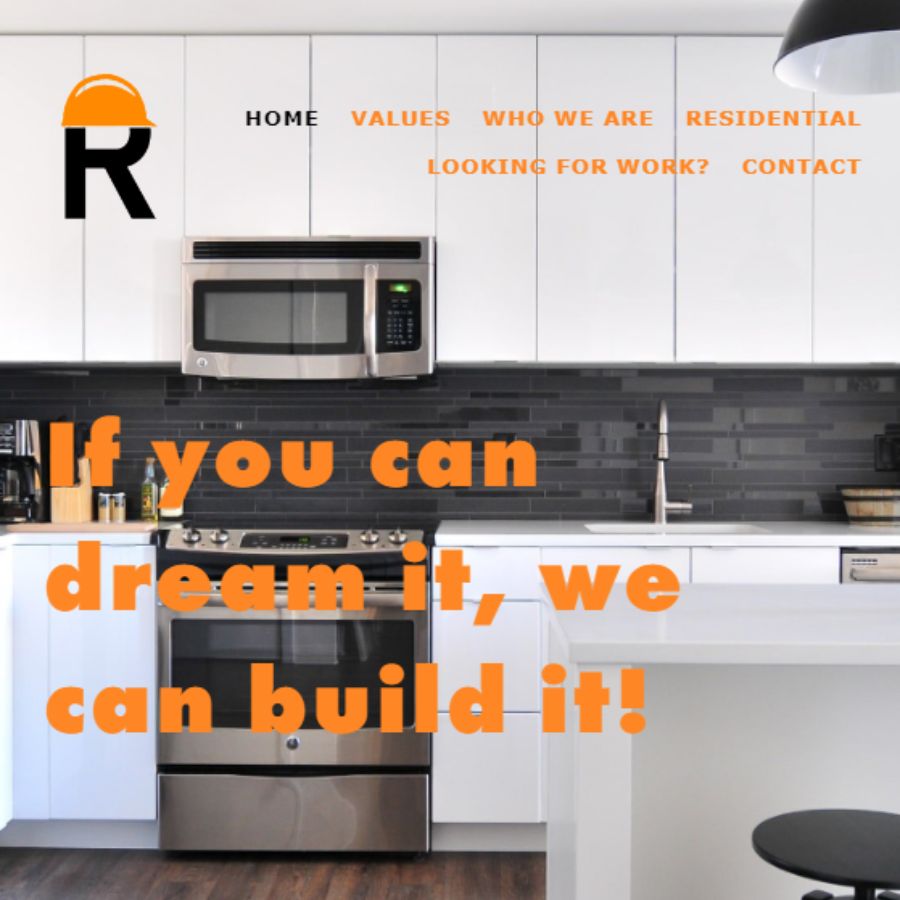 R
HOME VALUES WHO WE ARE RESIDENTIAL
LOOKING FOR WORK? CONTACT
If you can
dream it, we
can build it!